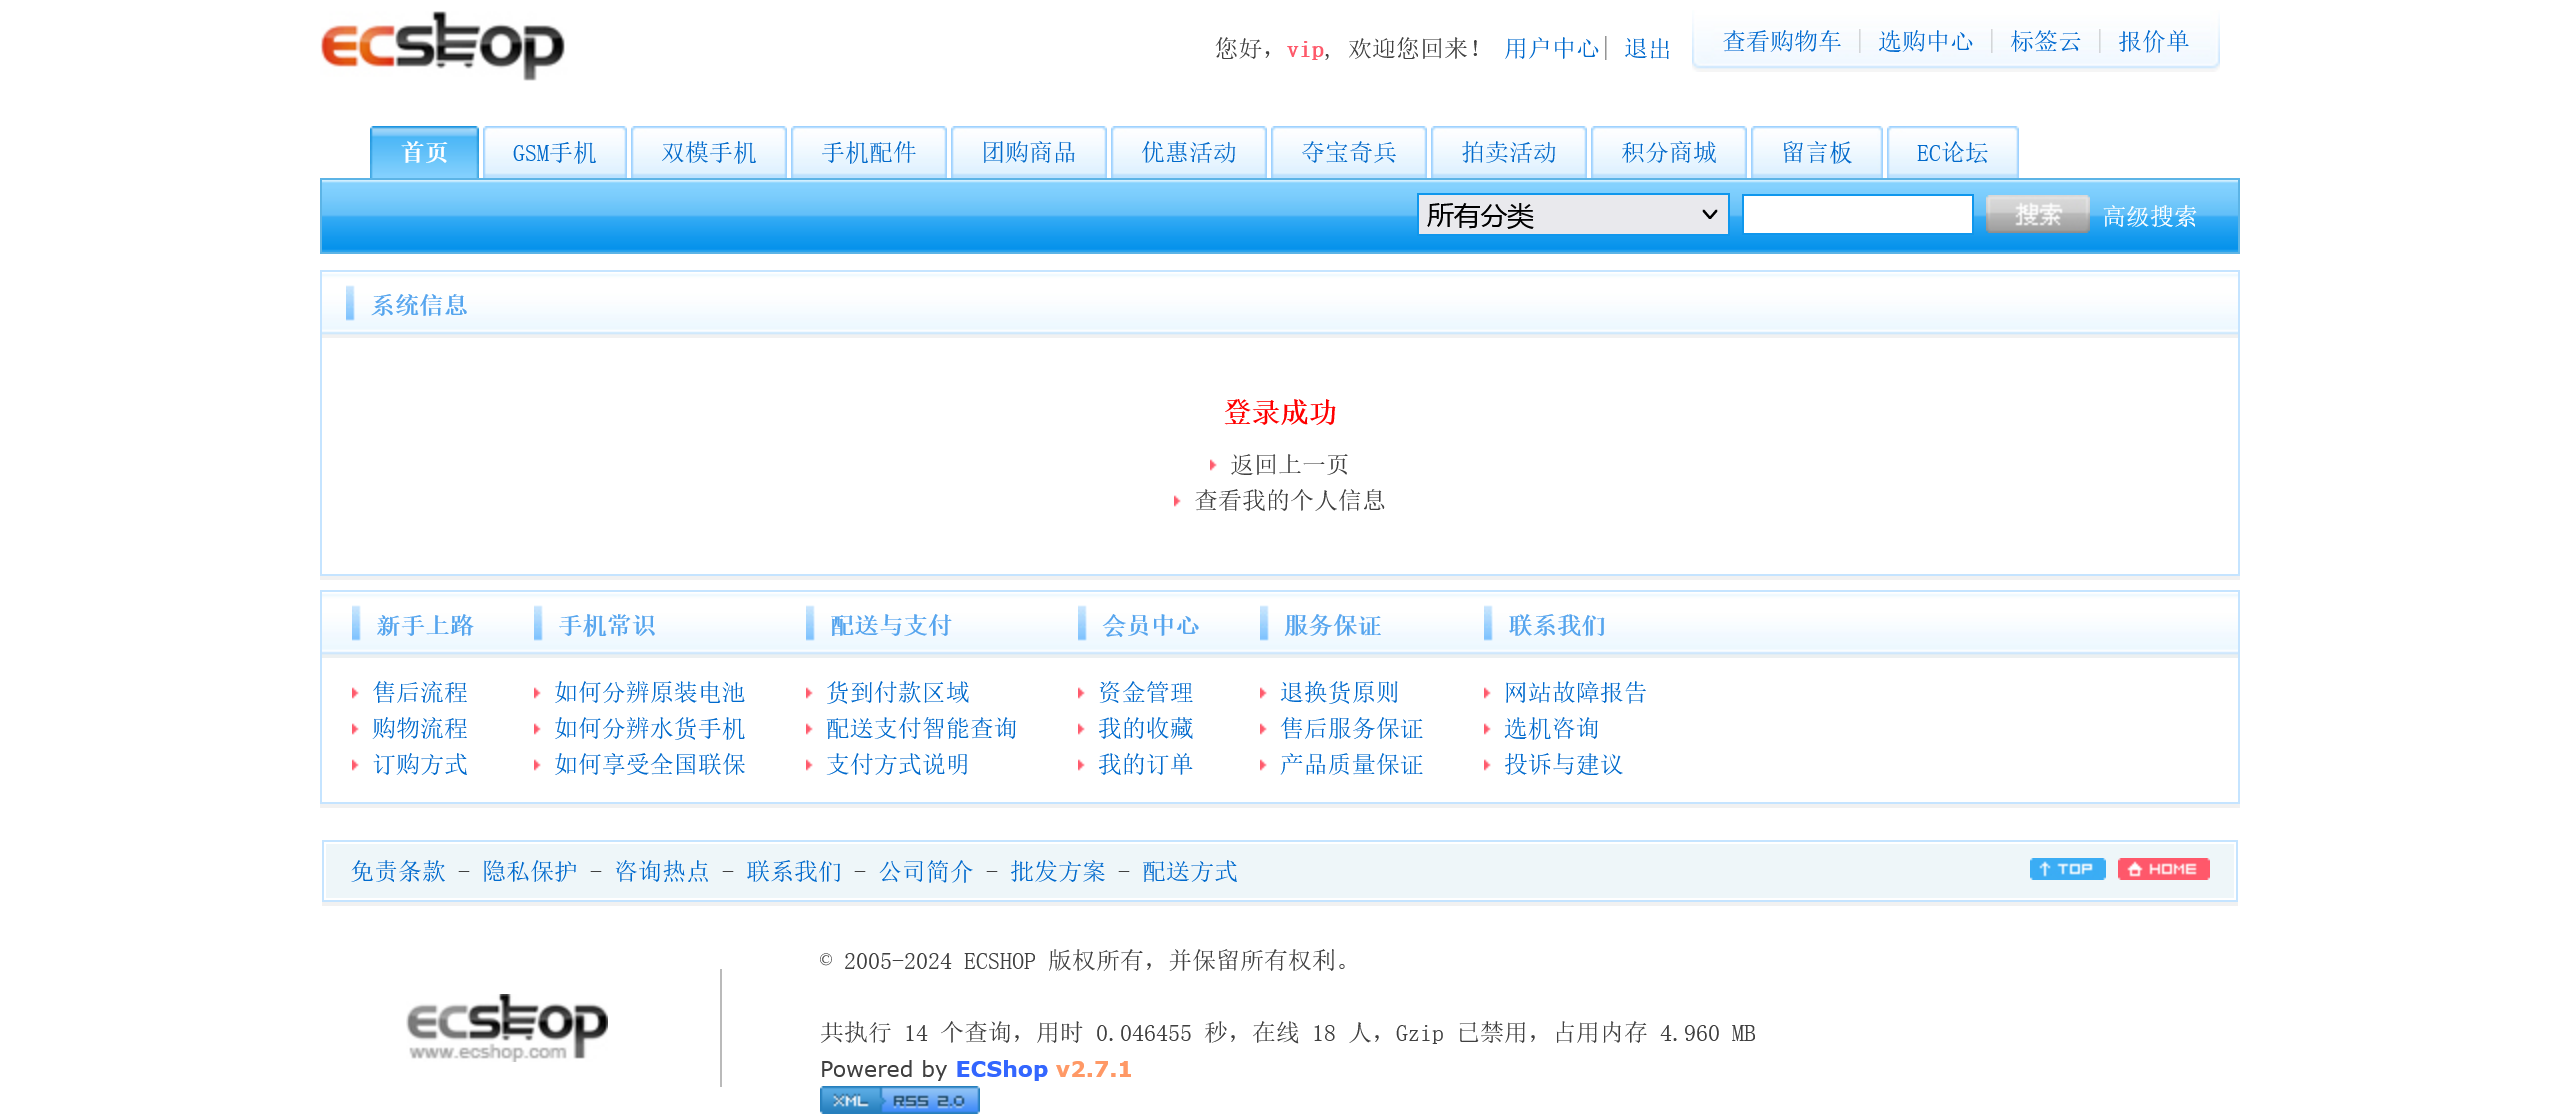 ecshop
您好，vip, 欢迎您回来！ 用户中心| 退出
查看购物车 | 选购中心 | 标签云 | 报价单
首页 GSM手机 双模手机 手机配件 团购商品 优惠活动 夺宝奇兵 拍卖活动 积分商城 留言板 EC论坛
所有分类 搜索 高级搜索
系统信息
登录成功
返回上一页
查看我的个人信息
新手上路 手机常识 配送与支付 会员中心 服务保证 联系我们
售后流程 如何分辨原装电池 货到付款区域 资金管理 退换货原则 网站故障报告
购物流程 如何分辨水货手机 配送支付智能查询 我的收藏 售后服务保证 选机咨询
订购方式 如何享受全国联保 支付方式说明 我的订单 产品质量保证 投诉与建议
免责条款 - 隐私保护 - 咨询热点 - 联系我们 - 公司简介 - 批发方案 - 配送方式
TOP HOME
© 2005-2024 ECSHOP 版权所有，并保留所有权利。
ecshop
www.ecshop.com
共执行 14 个查询，用时 0.046455 秒，在线 18 人，Gzip 已禁用，占用内存 4.960 MB
Powered by ECShop v2.7.1
XML RSS 2.0